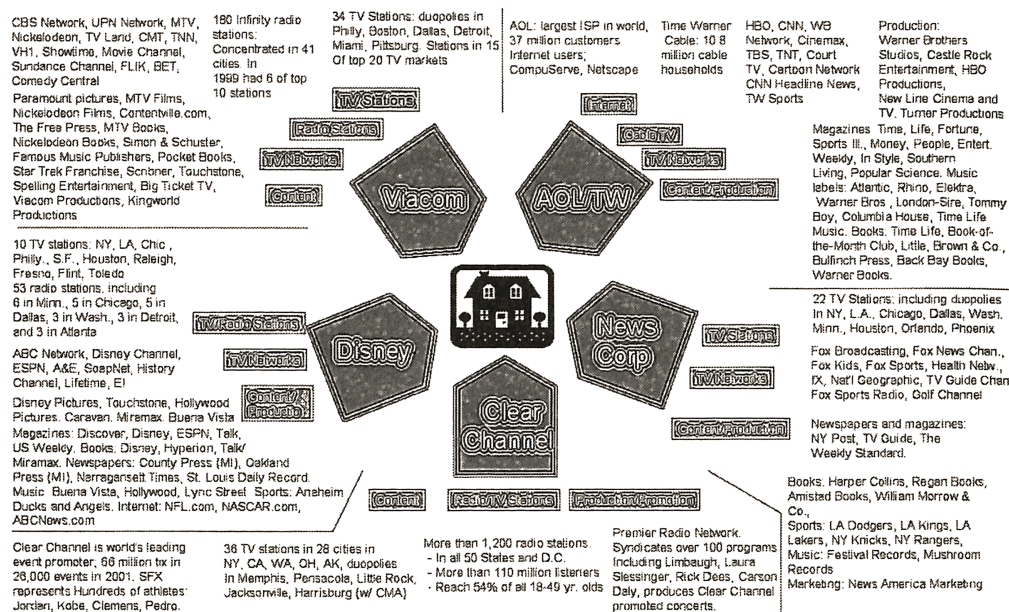 CBS Network, UPN Network, MTV,
Nickelodeon, TV Land, CMT, TNN,
VH1, Showtime, Movie Channel,
Sundance Channel, FLIK, BET,
Comedy Central
Paramount pictures, MTV Films,
Nickolodeon Films, Contentville.com,
The Free Press, MTV Books,
Nickelodeon Books, Simon & Schuster,
Famous Music Publishers, Pocket Books,
Star Trek Franchise, Scribner, Touchstone,
Spelling Entertainment, Big Ticket TV,
Viacom Productions, Kingworld
Productions
180 Infinity radio
stations:
Concentrated in 41
cities. In
1999 had 6 of top
10 stations
34 TV Stations: duopolies in
Philly, Boston, Dallas, Detroit,
Miami, Pittsburg. Stations in 15
Of top 20 TV markets
TV Stations
Radio Stations
TV Networks
Content
Viacom
AOL: largest ISP in world,
37 million customers
Internet users;
CompuServe, Netscape
Time Warner
Cable: 10.8
million cable
households
HBO, CNN, WB
Network, Cinemax,
TBS, TNT, Court
TV, Cartoon Network
CNN Headline News,
TW Sports
Production:
Warner Brothers
Studios, Castle Rock
Entertainment, HBO
Productions,
New Line Cinema and
TV. Turner Productions
Magazines Time, Life, Fortune,
Sports Ill., Money, People, Entert.
Weekly, In Style, Southern
Living, Popular Science. Music
labels: Atlantic, Rhino, Elektra,
Warner Bros , London-Sire, Tommy
Boy, Columbia House, Time Life
Music. Books: Time Life, Book-of-
the-Month Club, Little, Brown & Co.,
Bulfinch Press, Back Bay Books,
Warner Books.
Internet
Cable TV
TV Networks
Content/Production
AOL/TW
10 TV stations: NY, LA, Chic ,
Philly., S.F., Houston, Raleigh,
Fresno, Flint, Toledo
53 radio stations. including
6 in Minn., 5 in Chicago, 5 in
Dallas, 3 in Wash., 3 in Detroit,
and 3 in Atlanta
ABC Network, Disney Channel,
ESPN, A&E, SoapNet, History
Channel, Lifetime, E!
Disney Pictures, Touchstone, Hollywood
Pictures. Caravan. Miramax. Buena Vista
Magazines: Discover, Disney, ESPN, Talk,
US Weekly. Books. Disney, Hyperion, Talk/
Miramax. Newspapers: County Press (MI), Oakland
Press (MI), Narragansett Times, St. Louis Daily Record.
Music Buena Vista, Hollywood, Lyric Street Sports: Anaheim
Ducks and Angels. Internet: NFL.com, NASCAR.com,
ABCNews.com
TV/Radio Stations
TV Networks
Content/
Productio
Disney
News
Corp
TV Stations
TV Networks
Content/Production
22 TV Stations: including duopolies
In NY, L.A., Chicago, Dallas, Wash.
Minn., Houston, Orlando, Phoenix
Fox Broadcasting, Fox News Chan.,
Fox Kids, Fox Sports, Health Netw.,
FX, Nat'l Geographic, TV Guide Chan
Fox Sports Radio, Golf Channel
Newspapers and magazines:
NY Post, TV Guide, The
Weekly Standard.
Books. Harper Collins, Regan Books,
Amistad Books, William Morrow &
Co.,
Sports: LA Dodgers, LA Kings, LA
Lakers, NY Knicks, NY Rangers,
Music: Festival Records, Mushroom
Records
Marketing: News America Marketing
Clear
Channel
Content
Radio/TV Stations
Production/Promotion
Clear Channel is world's leading
event promoter; 66 million tix in
26,000 events in 2001. SFX
represents Hundreds of athletes:
Jordan, Kobe, Clemens, Pedro.
36 TV stations in 28 cities in
NY, CA, WA, OH, AK, duopolies
In Memphis, Pensacola, Little Rock,
Jacksonville, Harrisburg (w/ CMA)
More than 1,200 radio stations.
- In all 50 States and D.C.
- More than 110 million listeners
- Reach 54% of all 18-49 yr. olds
Premier Radio Network.
Syndicates over 100 programs
Including Limbaugh, Laura
Slessinger, Rick Dees, Carson
Daly, produces Clear Channel
promoted concerts.